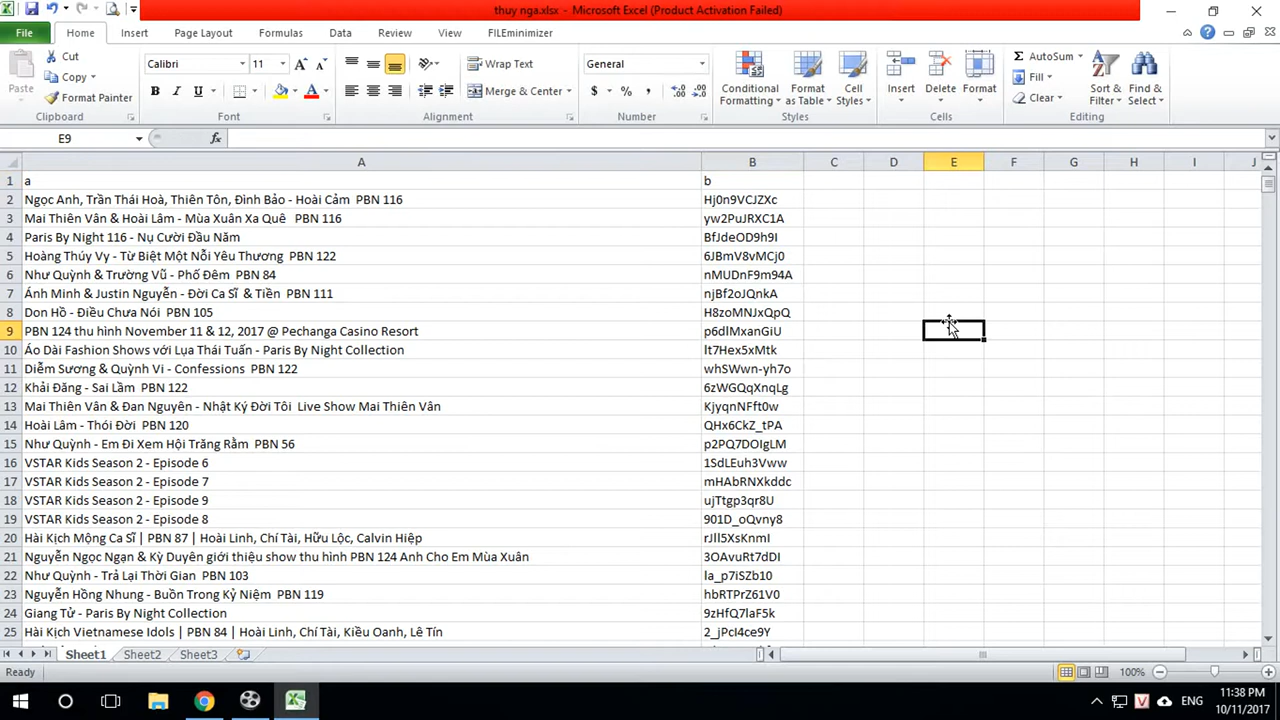 thuy nga.xlsx - Microsoft Excel (Product Activation Failed)
File Home Insert Page Layout Formulas Data Review View FILEminimizer
Paste Cut Copy Format Painter Clipboard
Calibri 11 B I U Font
Wrap Text Merge & Center Alignment
General $ % , Number
Conditional Formatting Format as Table Cell Styles Styles
Insert Delete Format Cells
AutoSum Fill Clear Sort & Filter Find & Select Editing
E9 fx
A B C D E F G H I J
1 a b
2 Ngọc Anh, Trần Thái Hoà, Thiên Tôn, Đình Bảo - Hoài Cảm PBN 116 Hj0n9VCJZXc
3 Mai Thiên Vân & Hoài Lâm - Mùa Xuân Xa Quê PBN 116 yw2PuJRXC1A
4 Paris By Night 116 - Nụ Cười Đầu Năm BfJdeOD9h9I
5 Hoàng Thúy Vy - Từ Biệt Một Nỗi Yêu Thương PBN 122 6JBmV8vMCj0
6 Như Quỳnh & Trường Vũ - Phố Đêm PBN 84 nMUDnF9m94A
7 Ánh Minh & Justin Nguyễn - Đời Ca Sĩ & Tiền PBN 111 njBf2oJQnkA
8 Don Hồ - Điều Chưa Nói PBN 105 H8zoMNJxQpQ
9 PBN 124 thu hình November 11 & 12, 2017 @ Pechanga Casino Resort p6dlMxanGiU
10 Áo Dài Fashion Shows với Lụa Thái Tuấn - Paris By Night Collection lt7Hex5xMtk
11 Diễm Sương & Quỳnh Vi - Confessions PBN 122 whSWwn-yh7o
12 Khải Đăng - Sai Lầm PBN 122 6zWGQqXnqLg
13 Mai Thiên Vân & Đan Nguyên - Nhật Ký Đời Tôi Live Show Mai Thiên Vân KjyqnNFft0w
14 Hoài Lâm - Thói Đời PBN 120 QHx6CkZ_tPA
15 Như Quỳnh - Em Đi Xem Hội Trăng Rằm PBN 56 p2PQ7DOIgLM
16 VSTAR Kids Season 2 - Episode 6 1SdLEuh3Vww
17 VSTAR Kids Season 2 - Episode 7 mHAbRNXkddc
18 VSTAR Kids Season 2 - Episode 9 ujTtgp3qr8U
19 VSTAR Kids Season 2 - Episode 8 901D_oQvny8
20 Hài Kịch Mộng Ca Sĩ | PBN 87 | Hoài Linh, Chí Tài, Hữu Lộc, Calvin Hiệp rJll5XsKnmI
21 Nguyễn Ngọc Ngạn & Kỳ Duyên giới thiệu show thu hình PBN 124 Anh Cho Em Mùa Xuân 3OAvuRt7dDI
22 Như Quỳnh - Trả Lại Thời Gian PBN 103 la_p7iSZb10
23 Nguyễn Hồng Nhung - Buồn Trong Kỷ Niệm PBN 119 hbRTPrZ61V0
24 Giang Tử - Paris By Night Collection 9zHfQ7laF5k
25 Hài Kịch Vietnamese Idols | PBN 84 | Hoài Linh, Chí Tài, Kiều Oanh, Lê Tín 2_jPcI4ce9Y
Sheet1 Sheet2 Sheet3
Ready 100%
ENG 11:38 PM
10/11/2017